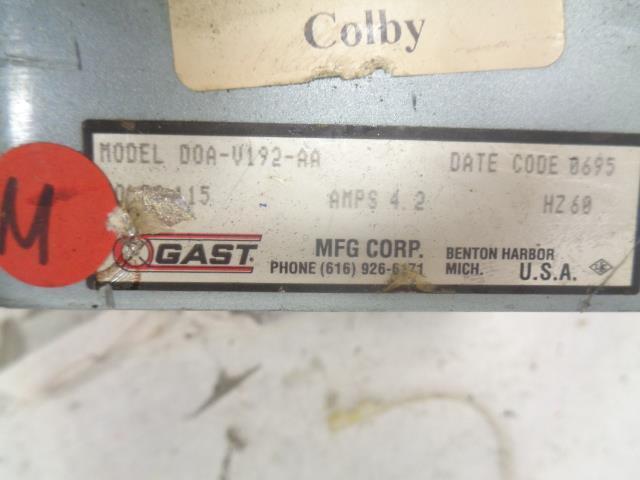 Colby
MODEL DOA-V192-AA DATE CODE 0695
115 AMPS 4.2 HZ 60
M
GAST. MFG CORP. BENTON HARBOR
PHONE (616) 926-6171 MICH. U.S.A.